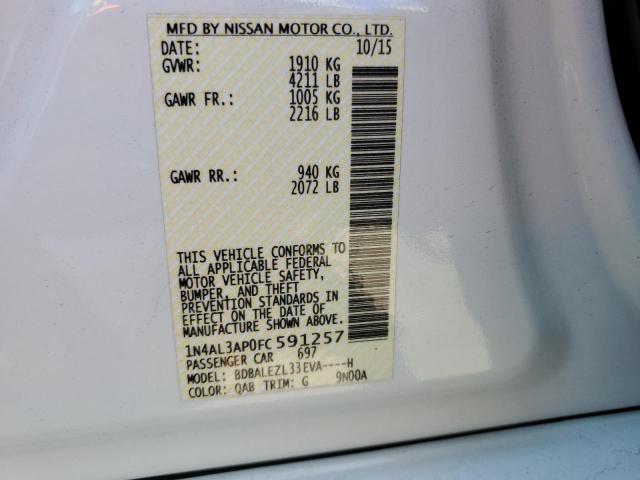 MFD BY NISSAN MOTOR CO., LTD.
DATE: 10/15
GVWR: 1910 KG
4211 LB
GAWR FR.: 1005 KG
2216 LB
GAWR RR.: 940 KG
2072 LB
THIS VEHICLE CONFORMS TO
ALL APPLICABLE FEDERAL
MOTOR VEHICLE SAFETY,
BUMPER, AND THEFT
PREVENTION STANDARDS IN
EFFECT ON THE DATE OF
MANUFACTURE SHOWN ABOVE.
1N4AL3AP0FC591257
PASSENGER CAR 697
MODEL: BDBALEZL33EVA----H
COLOR: QAB TRIM: G 9N00A